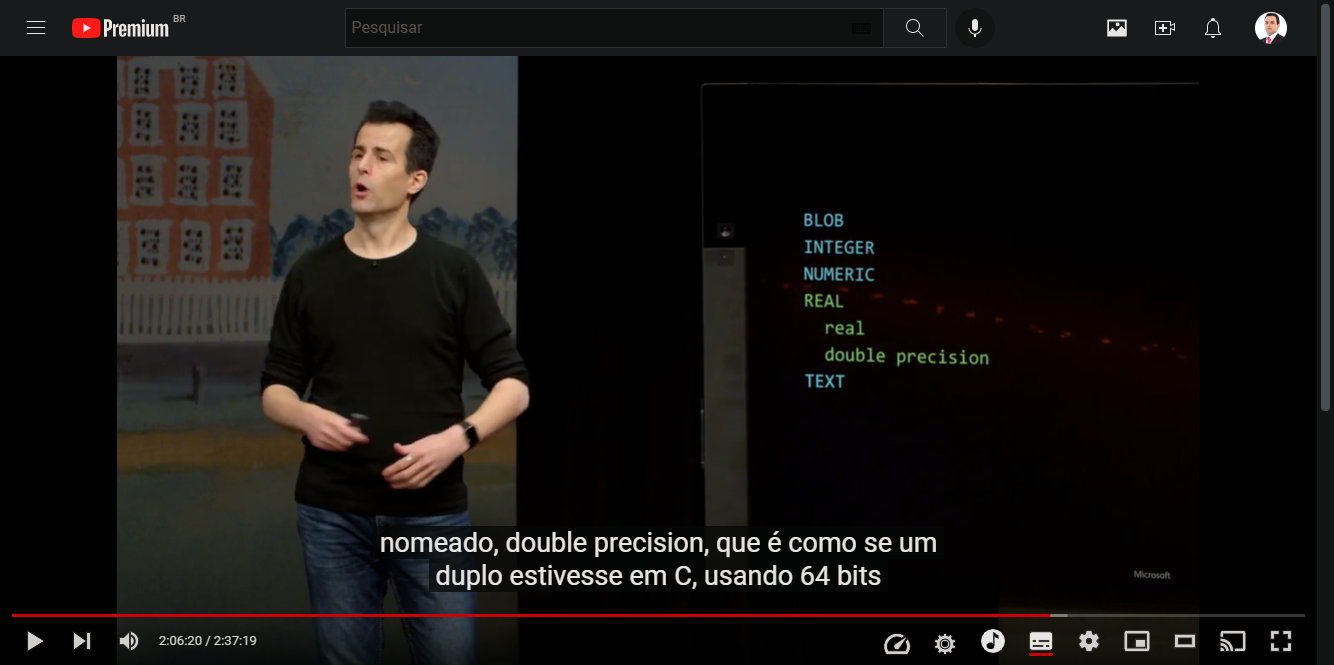 Premium
BR
Pesquisar
BLOB
INTEGER
NUMERIC
REAL
real
double precision
TEXT
nomeado, double precision, que é como se um
duplo estivesse em C, usando 64 bits
Microsoft
2:06:20 / 2:37:19